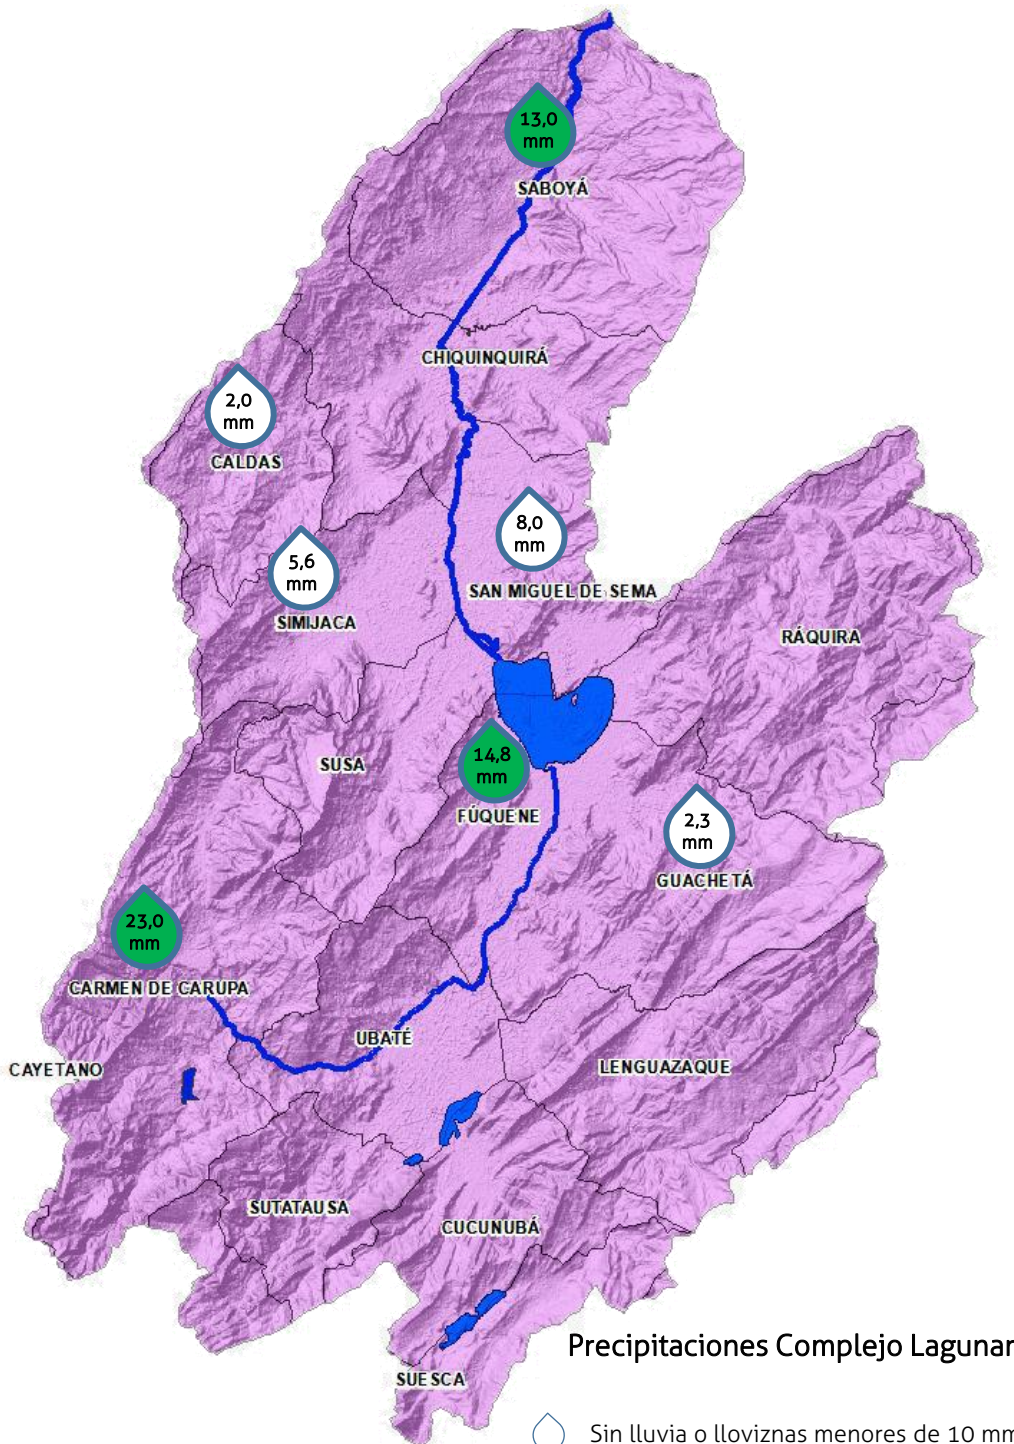 13,0
mm
SABOYÁ
CHIQUINQUIRÁ
2,0
mm
CALDAS
8,0
mm
5,6
mm
SAN MIGUEL DE SEMA
SIMIJACA
RÁQUIRA
SUSA
14,8
mm
FÚQUENE
2,3
mm
GUACHETÁ
23,0
mm
CARMEN DE CARUPA
UBATÉ
CAYETANO
LENGUAZAQUE
SUTATAUSA
CUCUNUBÁ
Precipitaciones Complejo Lagunar
SUESCA
Sin lluvia o lloviznas menores de 10 mm